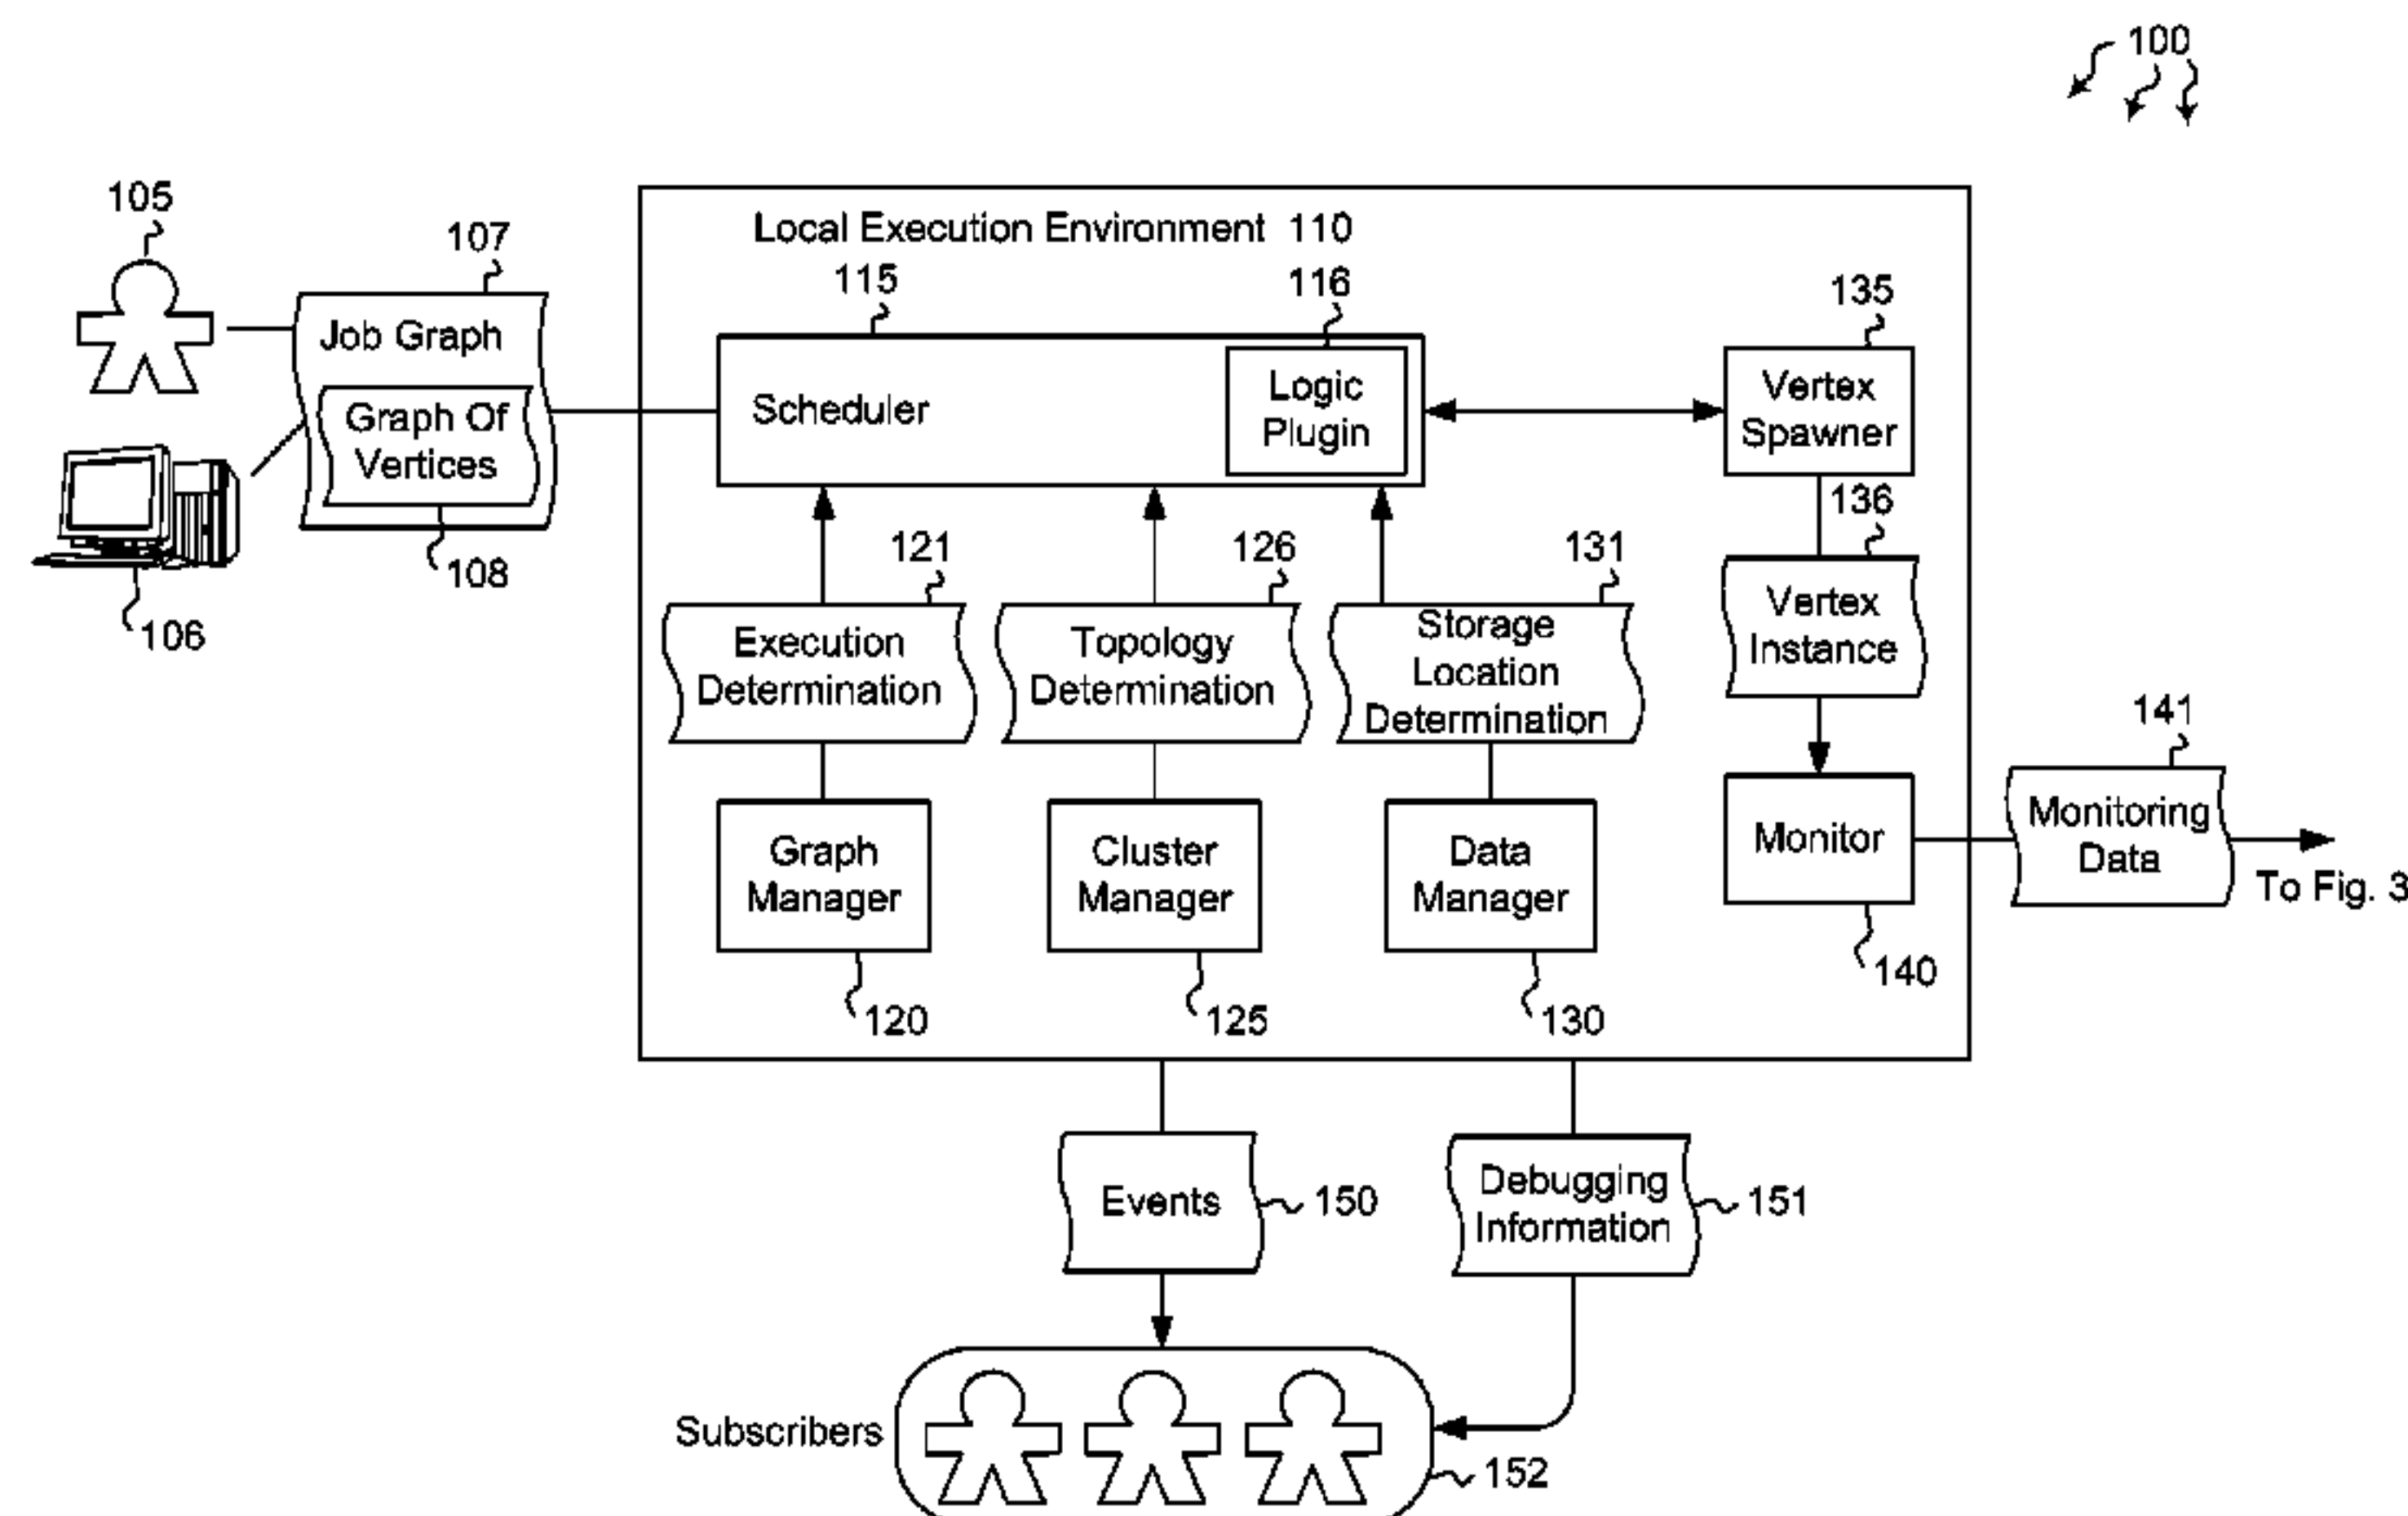 100
105
107
Local Execution Environment 110
115
116
135
Job Graph
Graph Of
Vertices
Scheduler
Logic
Plugin
Vertex
Spawner
136
108
106
121
126
131
Execution
Determination
Topology
Determination
Storage
Location
Determination
Vertex
Instance
141
Graph
Manager
Cluster
Manager
Data
Manager
Monitor
Monitoring
Data
To Fig. 3
120
125
130
140
Events
150
Debugging
Information
151
Subscribers
152